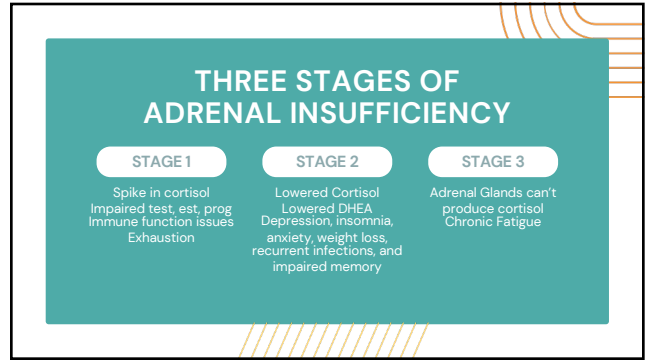 THREE STAGES OF
ADRENAL INSUFFICIENCY
STAGE 1
Spike in cortisol
Impaired test, est, prog
Immune function issues
Exhaustion
STAGE 2
Lowered Cortisol
Lowered DHEA
Depression, insomnia,
anxiety, weight loss,
recurrent infections, and
impaired memory
STAGE 3
Adrenal Glands can't
produce cortisol
Chronic Fatigue